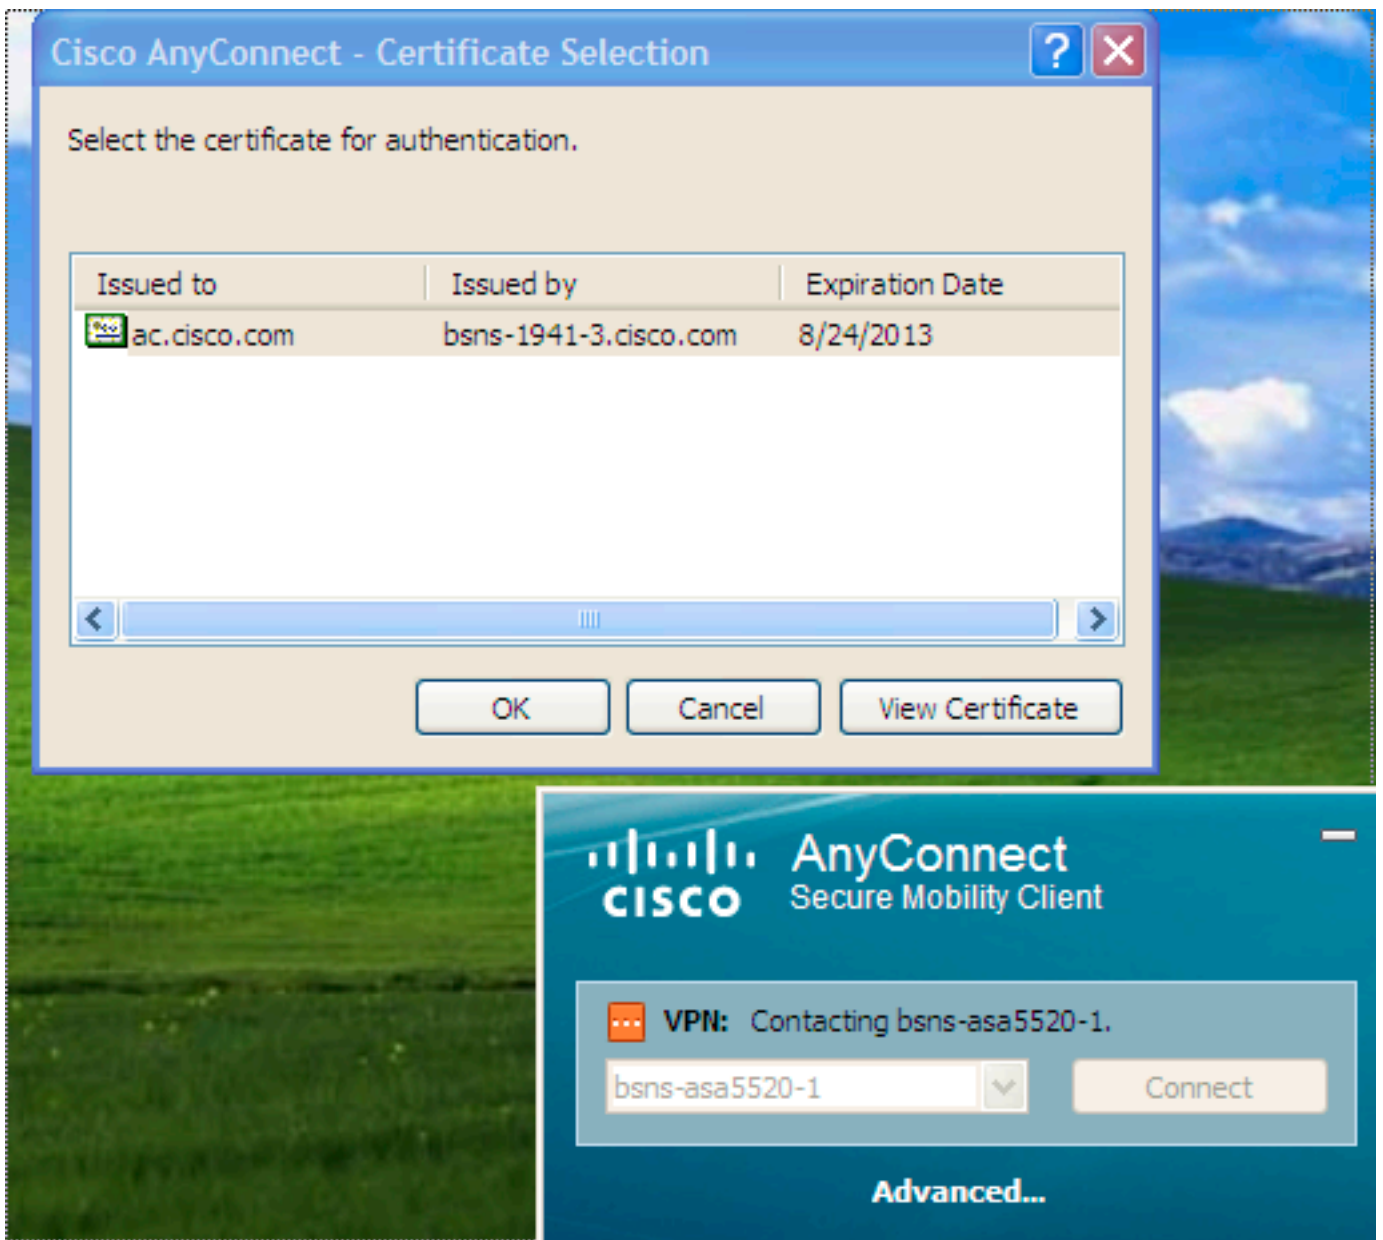 Cisco AnyConnect - Certificate Selection
Select the certificate for authentication.
Issued to Issued by Expiration Date
ac.cisco.com bsns-1941-3.cisco.com 8/24/2013
OK Cancel View Certificate
CISCO AnyConnect
Secure Mobility Client
VPN: Contacting bsns-asa5520-1.
bsns-asa5520-1 Connect
Advanced...